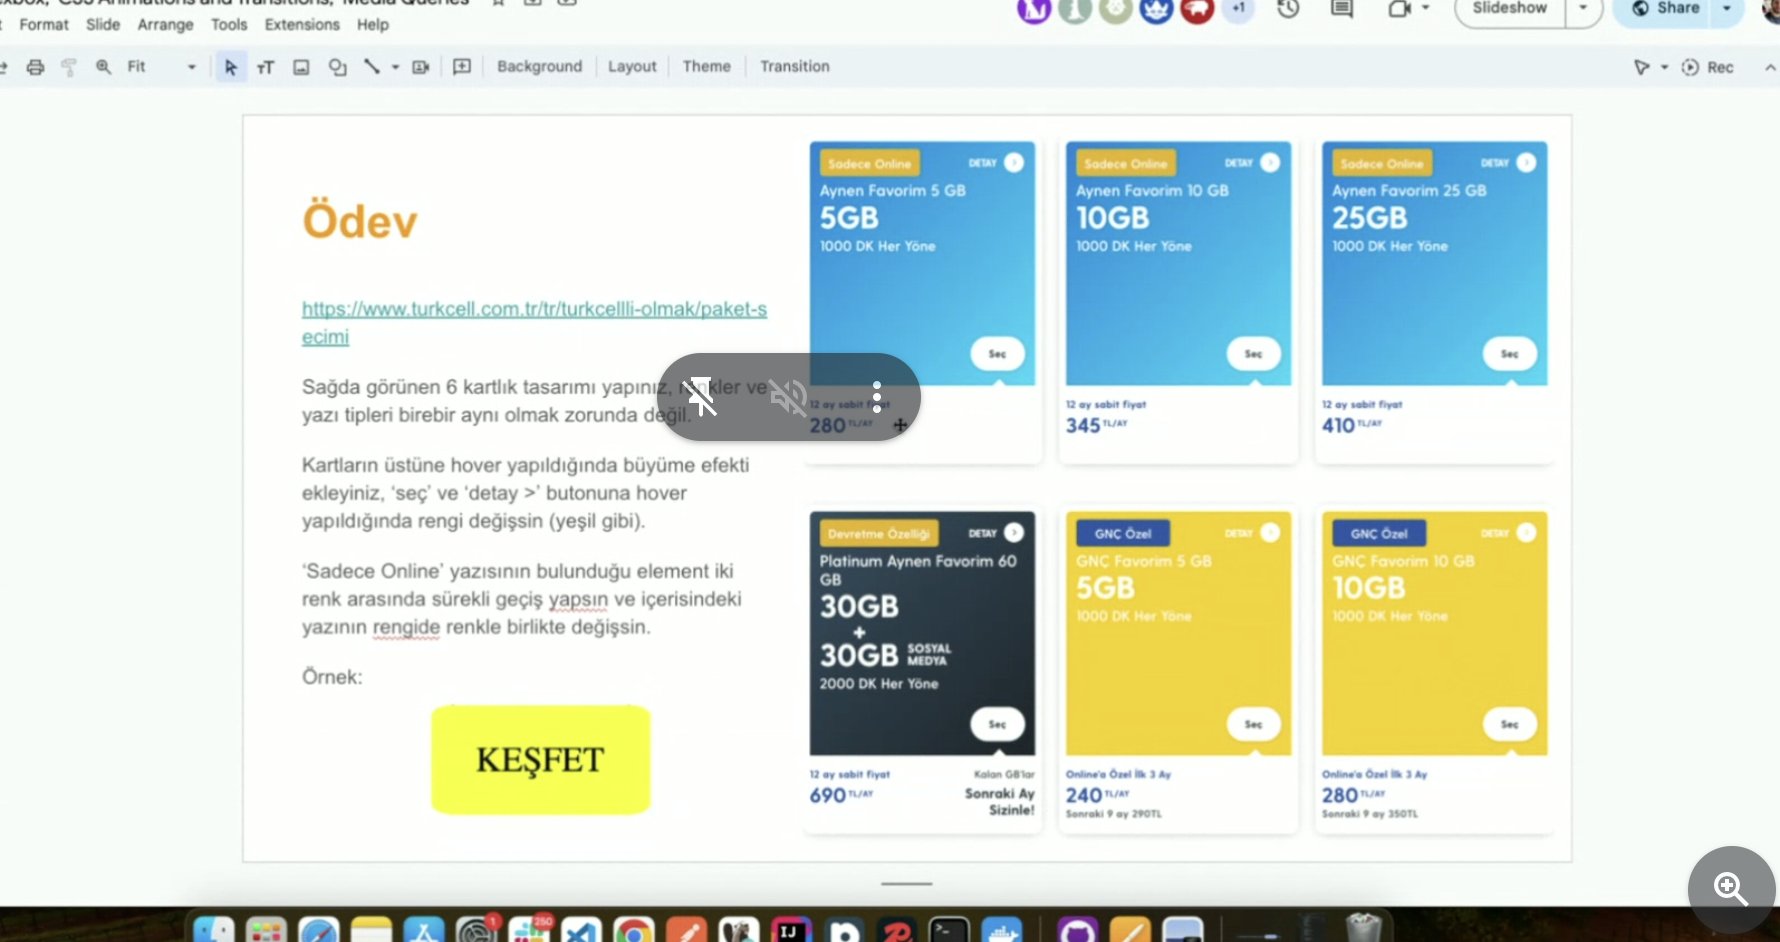 Format Slide Arrange Tools Extensions Help
+1
Slideshow
Share
Fit
Background
Layout
Theme
Transition
Rec
Ödev
https://www.turkcell.com.tr/tr/turkcellli-olmak/paket-s
ecimi
Sağda görünen 6 kartlık tasarımı yapınız, renkler ve
yazı tipleri birebir aynı olmak zorunda değil.
Kartların üstüne hover yapıldığında büyüme efekti
ekleyiniz, ‘seç’ ve ‘detay >’ butonuna hover
yapıldığında rengi değişsin (yeşil gibi).
‘Sadece Online’ yazısının bulunduğu element iki
renk arasında sürekli geçiş yapsın ve içerisindeki
yazının rengide renkle birlikte değişsin.
Örnek:
KEŞFET
Sadece Online
DETAY
Aynen Favorim 5 GB
5GB
1000 DK Her Yöne
Seç
12 ay sabit fiyat
280 TL/AY
Sadece Online
DETAY
Aynen Favorim 10 GB
10GB
1000 DK Her Yöne
Seç
12 ay sabit fiyat
345 TL/AY
Sadece Online
DETAY
Aynen Favorim 25 GB
25GB
1000 DK Her Yöne
Seç
12 ay sabit fiyat
410 TL/AY
Devretme Özelliği
DETAY
Platinum Aynen Favorim 60
GB
30GB
+
30GB SOSYAL
MEDYA
2000 DK Her Yöne
Seç
12 ay sabit fiyat
690 TL/AY
Kalan GB'lar
Sonraki Ay
Sizinle!
GNÇ Özel
DETAY
GNÇ Favorim 5 GB
5GB
1000 DK Her Yöne
Seç
Online'a Özel İlk 3 Ay
240 TL/AY
Sonraki 9 ay 290TL
GNÇ Özel
DETAY
GNÇ Favorim 10 GB
10GB
1000 DK Her Yöne
Seç
Online'a Özel İlk 3 Ay
280 TL/AY
Sonraki 9 ay 350TL
1
250
IJ